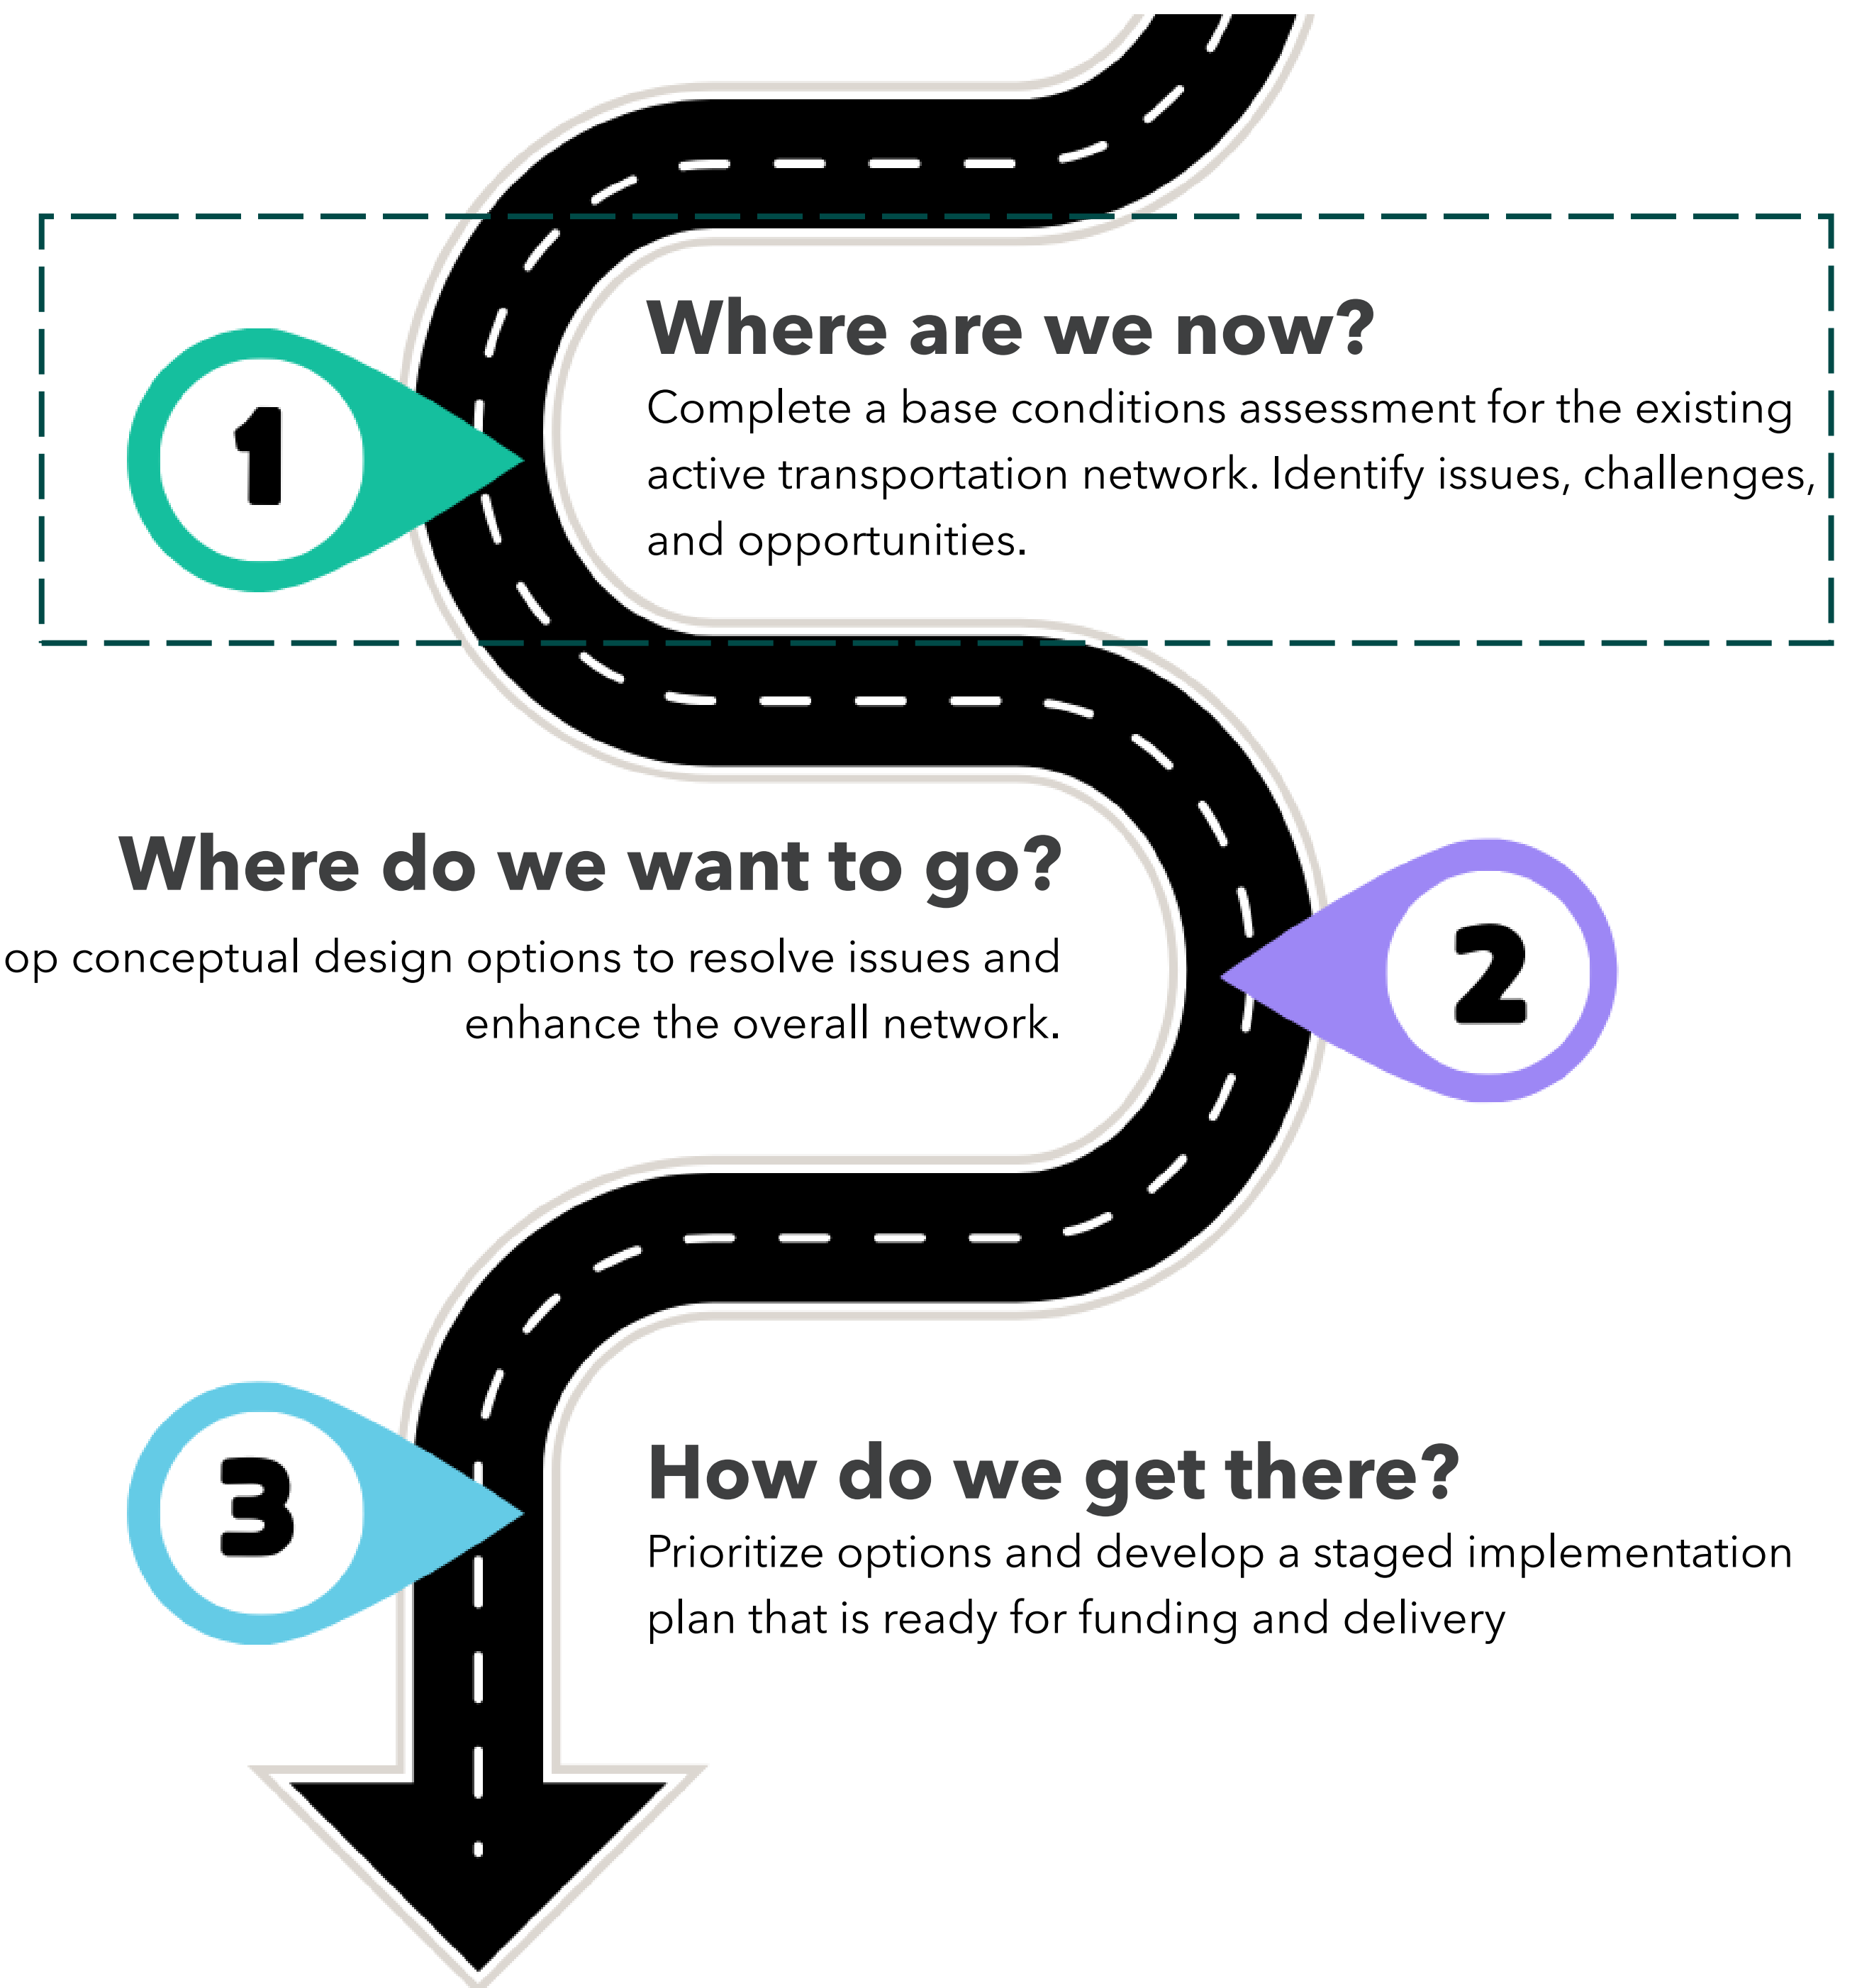 1
Where are we now?
Complete a base conditions assessment for the existing
active transportation network. Identify issues, challenges,
and opportunities.
Where do we want to go?
op conceptual design options to resolve issues and
enhance the overall network.
2
3
How do we get there?
Prioritize options and develop a staged implementation
plan that is ready for funding and delivery